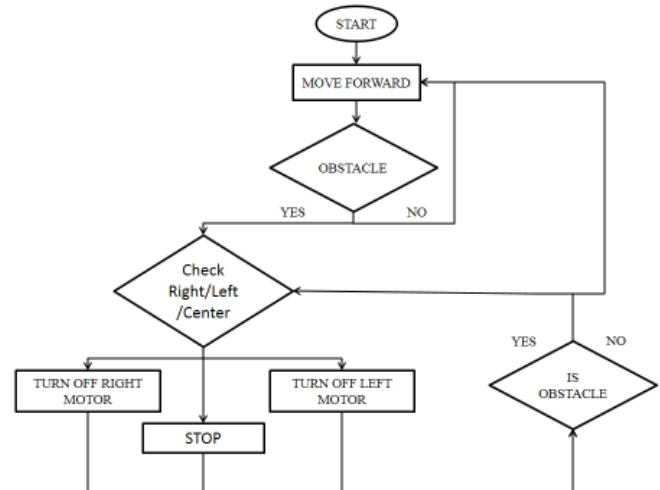 START
MOVE FORWARD
OBSTACLE
YES
NO
Check
Right/Left
/Center
YES
NO
TURN OFF RIGHT
MOTOR
TURN OFF LEFT
MOTOR
IS
OBSTACLE
STOP